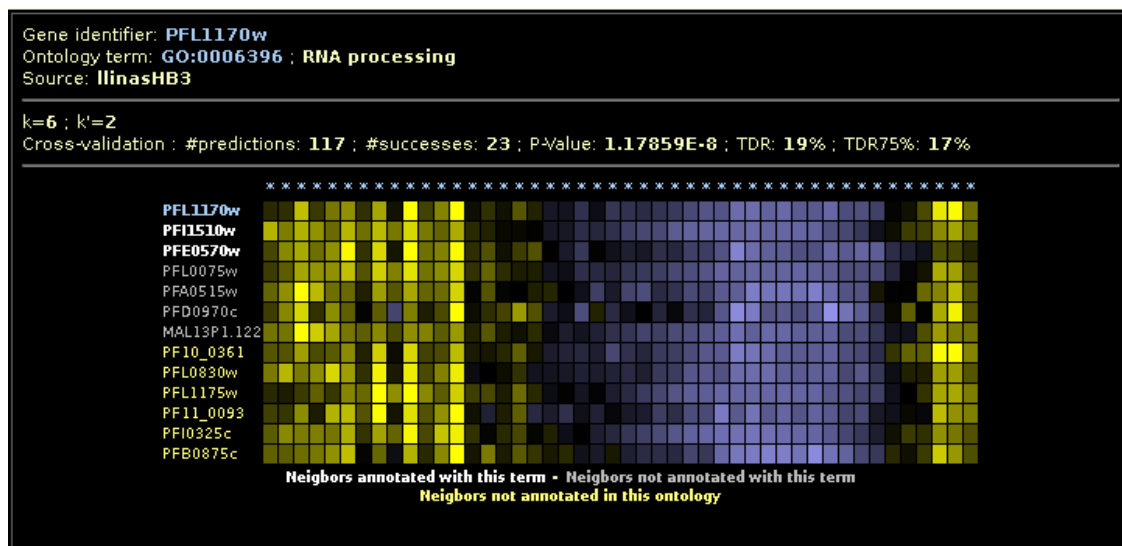 Gene identifier: PFL1170w
Ontology term: GO:0006396 ; RNA processing
Source: llinasHB3
k=6 ; k'=2
Cross-validation : #predictions: 117 ; #successes: 23 ; P-Value: 1.17859E-8 ; TDR: 19% ; TDR75%: 17%
* * * * * * * * * * * * * * * * * * * * * * * * * * * * * * * * * * * * * * * * * * * * * *
PFL1170w
PFI1510w
PFE0570w
PFL0075w
PFA0515w
PFD0970c
MAL13P1.122
PF10_0361
PFL0830w
PFL1175w
PF11_0093
PFI0325c
PFB0875c
Neigbors annotated with this term - Neigbors not annotated with this term
Neigbors not annotated in this ontology